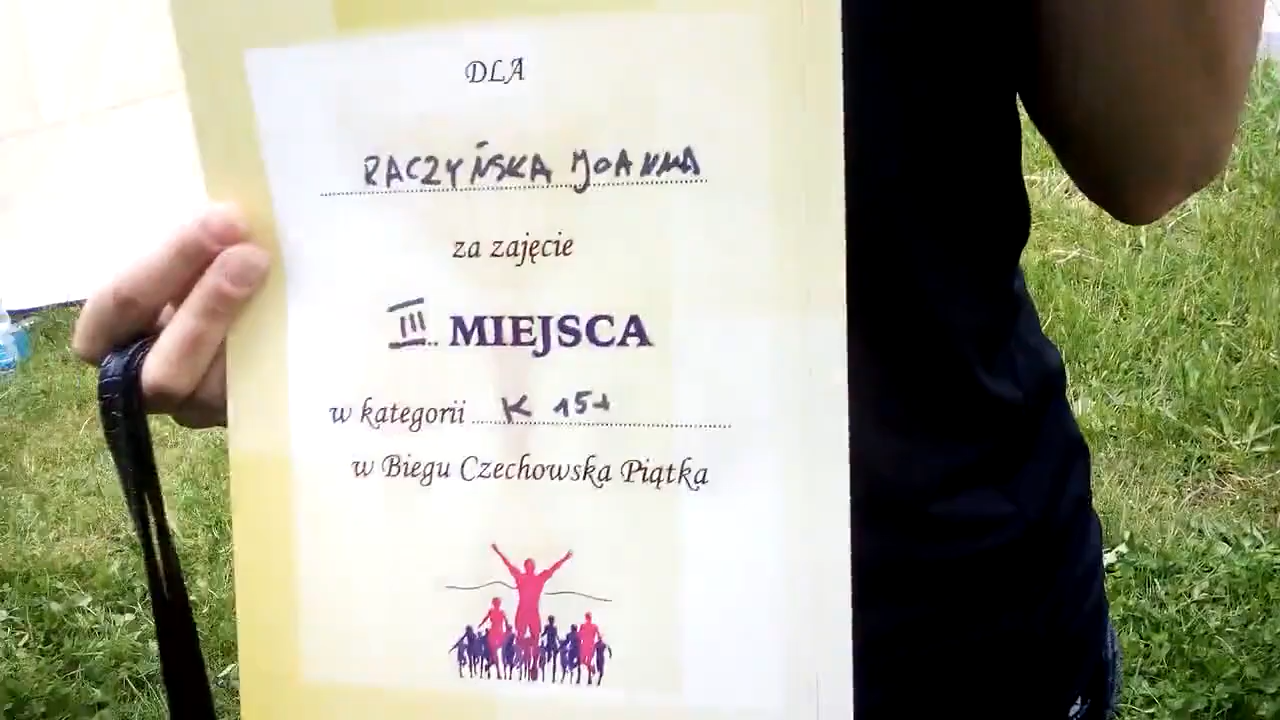 DLA
RACZYŃSKA JOANNA
za zajęcie
III MIEJSCA
w kategorii K 15+
w Biegu Czechowska Piątka